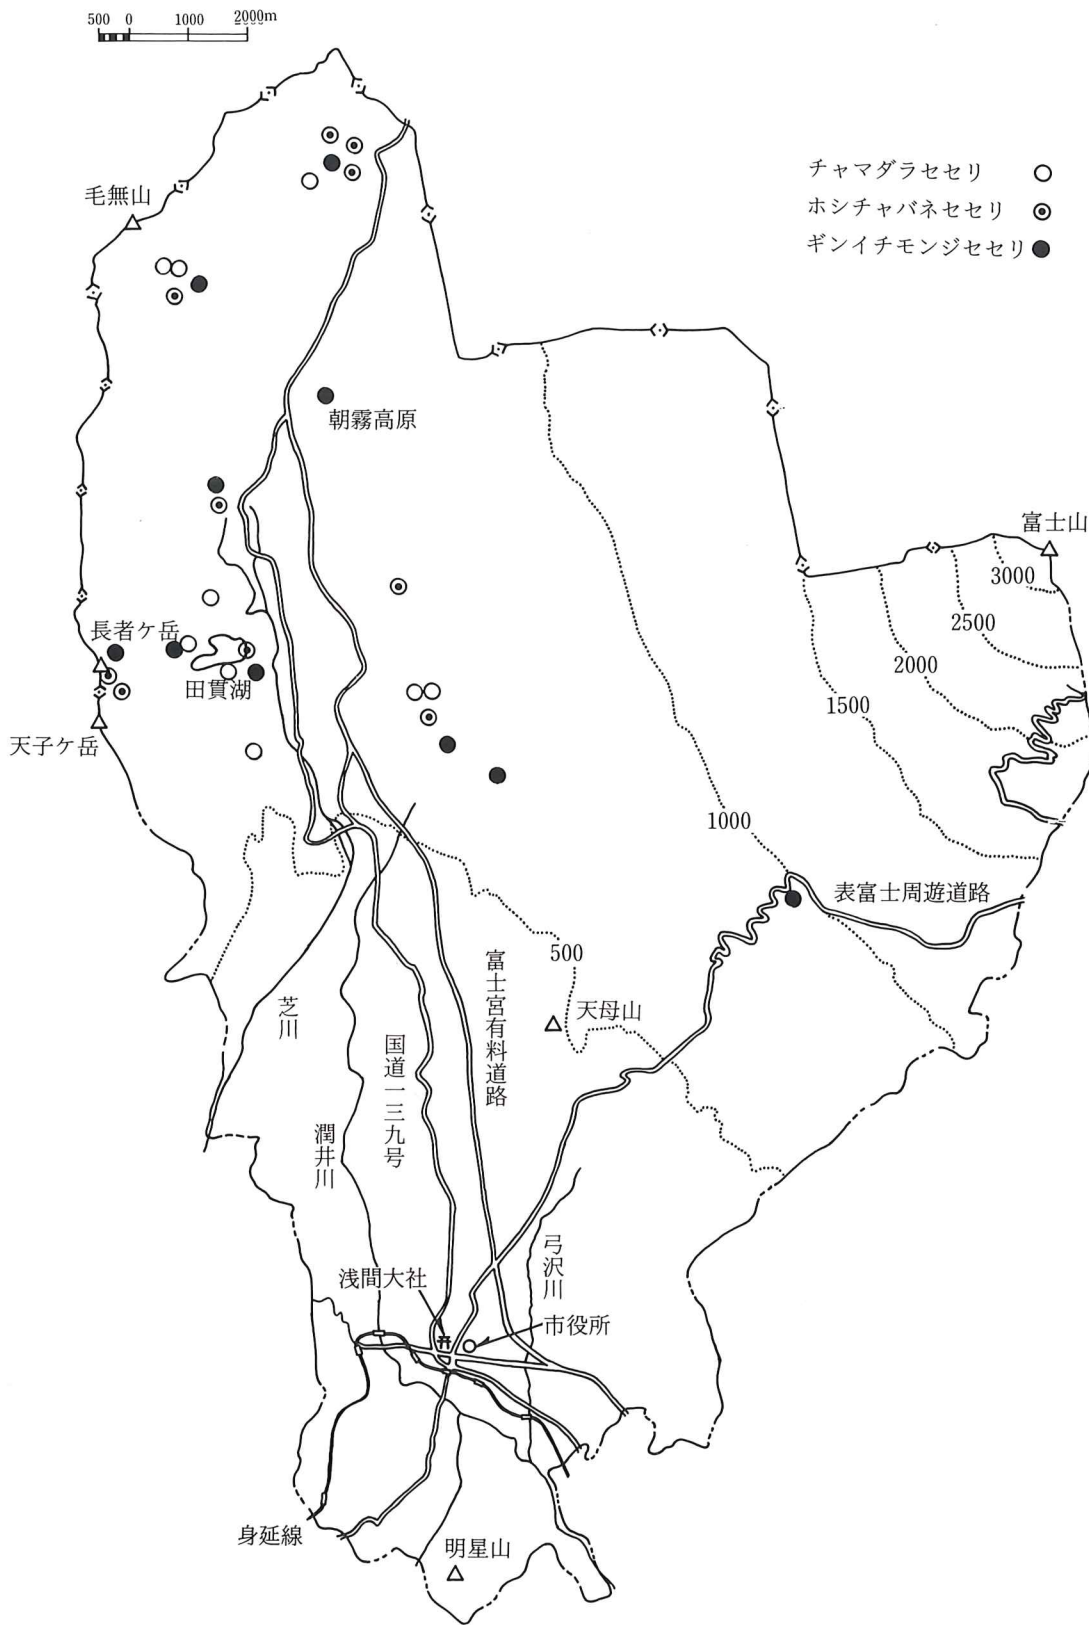 500 0 1000 2000m
チャマダラセセリ
ホシチャバネセセリ
ギンイチモンジセセリ
毛無山
朝霧高原
富士山
3000
2500
2000
1500
1000
500
長者ケ岳
田貫湖
天子ケ岳
表富士周遊道路
富士宮有料道路
天母山
芝川
国道一三九号
潤井川
弓沢川
浅間大社
市役所
身延線
明星山